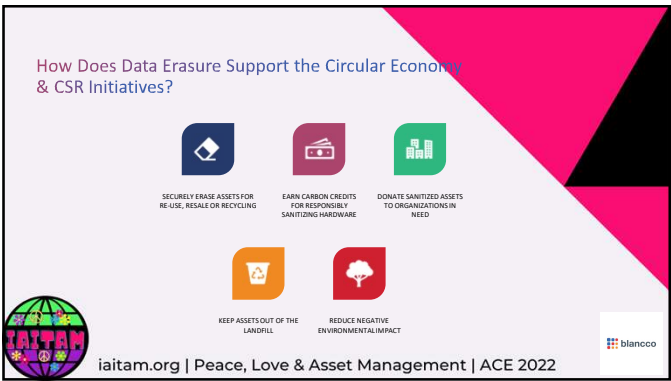 How Does Data Erasure Support the Circular Economy
& CSR Initiatives?
SECURELY ERASE ASSETS FOR
RE-USE, RESALE OR RECYCLING
EARN CARBON CREDITS
FOR RESPONSIBLY
SANITIZING HARDWARE
DONATE SANITIZED ASSETS
TO ORGANIZATIONS IN
NEED
KEEP ASSETS OUT OF THE
LANDFILL
REDUCE NEGATIVE
ENVIRONMENTAL IMPACT
IAITAM
iaitam.org | Peace, Love & Asset Management | ACE 2022
blancco